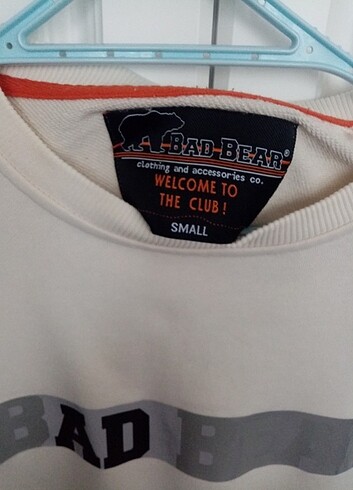 BAD BEAR®
clothing and accessories co.
WELCOME TO
THE CLUB!
SMALL
BAD B